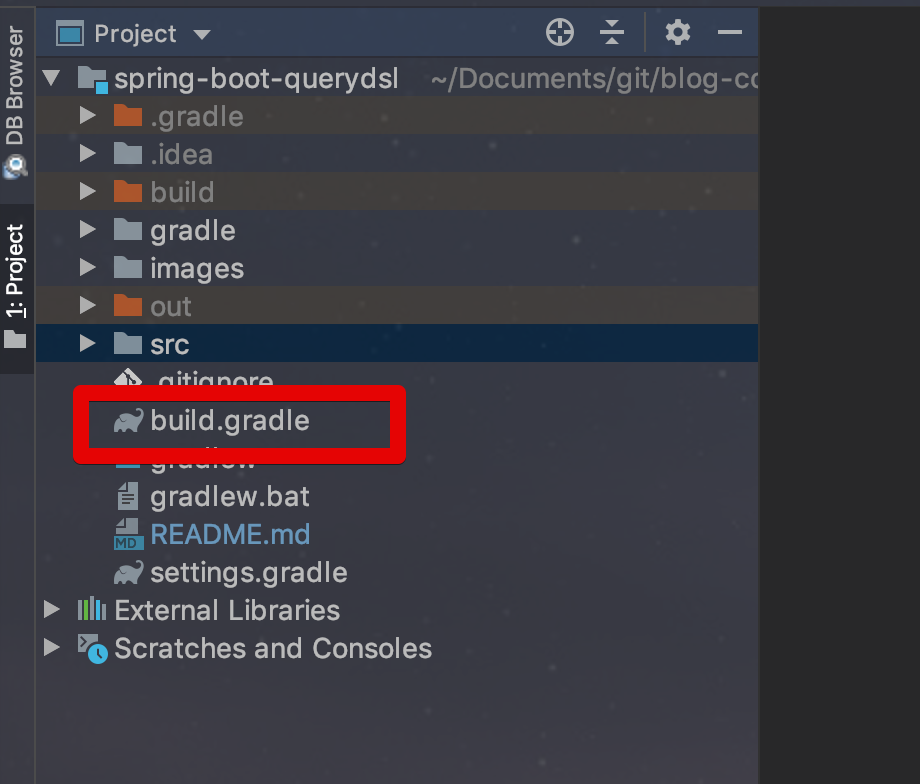 DB Browser
1: Project
Project
spring-boot-querydsl ~/Documents/git/blog-co
.gradle
.idea
build
gradle
images
out
src
.gitignore
build.gradle
gradlew
gradlew.bat
MD README.md
settings.gradle
External Libraries
Scratches and Consoles